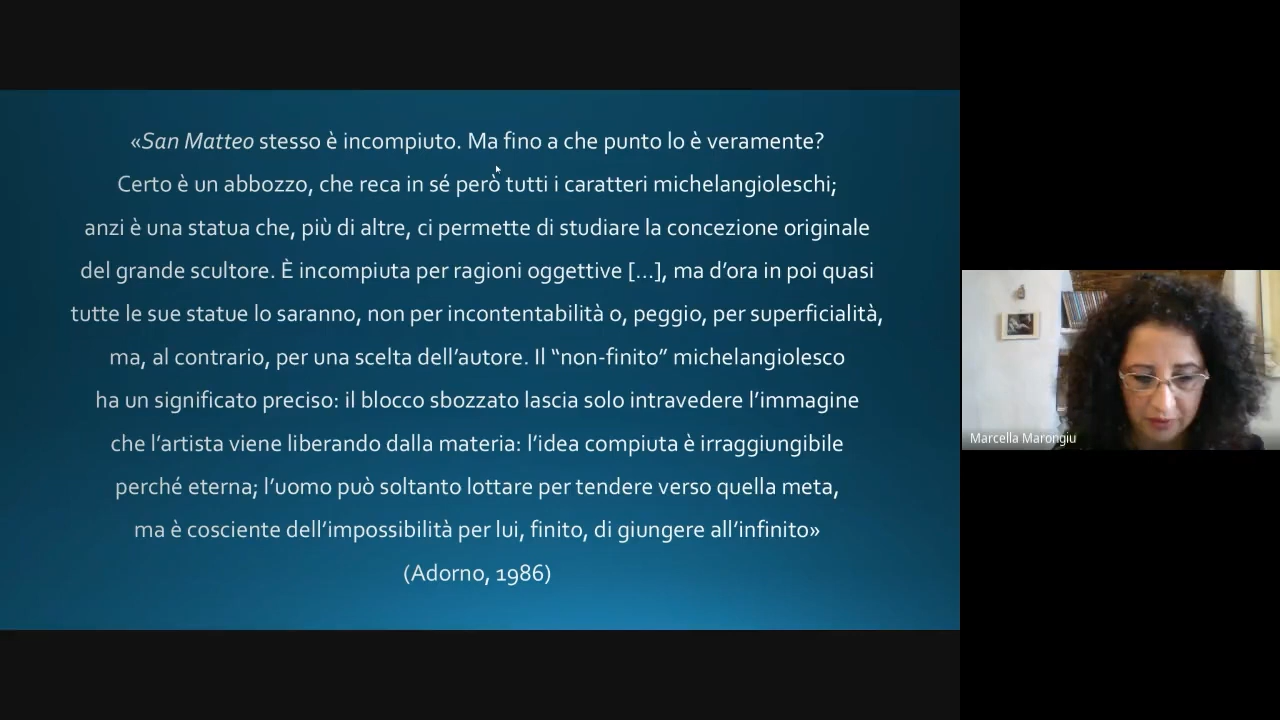 «San Matteo stesso è incompiuto. Ma fino a che punto lo è veramente?
Certo è un abbozzo, che reca in sé però tutti i caratteri michelangioleschi;
anzi è una statua che, più di altre, ci permette di studiare la concezione originale
del grande scultore. È incompiuta per ragioni oggettive [...], ma d’ora in poi quasi
tutte le sue statue lo saranno, non per incontentabilità o, peggio, per superficialità,
ma, al contrario, per una scelta dell’autore. Il “non-finito” michelangiolesco
ha un significato preciso: il blocco sbozzato lascia solo intravedere l’immagine
che l’artista viene liberando dalla materia: l’idea compiuta è irraggiungibile
perché eterna; l’uomo può soltanto lottare per tendere verso quella meta,
ma è cosciente dell’impossibilità per lui, finito, di giungere all’infinito»
(Adorno, 1986)
Marcella Marongiu